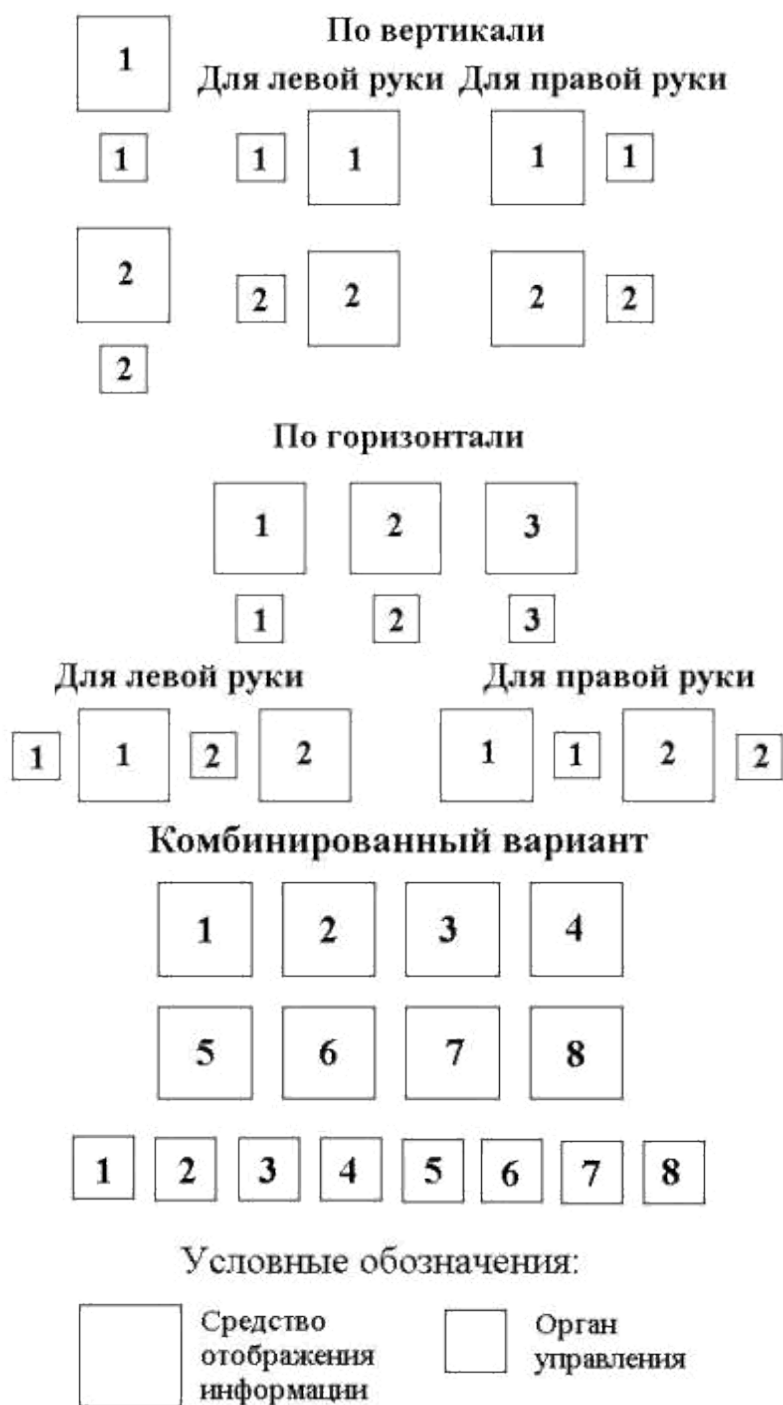 1 По вертикали
Для левой руки Для правой руки
1 1 1 1 1
2
2 2 2 2
2
По горизонтали
1 2 3
1 2 3
Для левой руки Для правой руки
1 1 2 2 1 1 2 2
Комбинированный вариант
1 2 3 4
5 6 7 8
1 2 3 4 5 6 7 8
Условные обозначения:
Средство
отображения
информации
Орган
управления